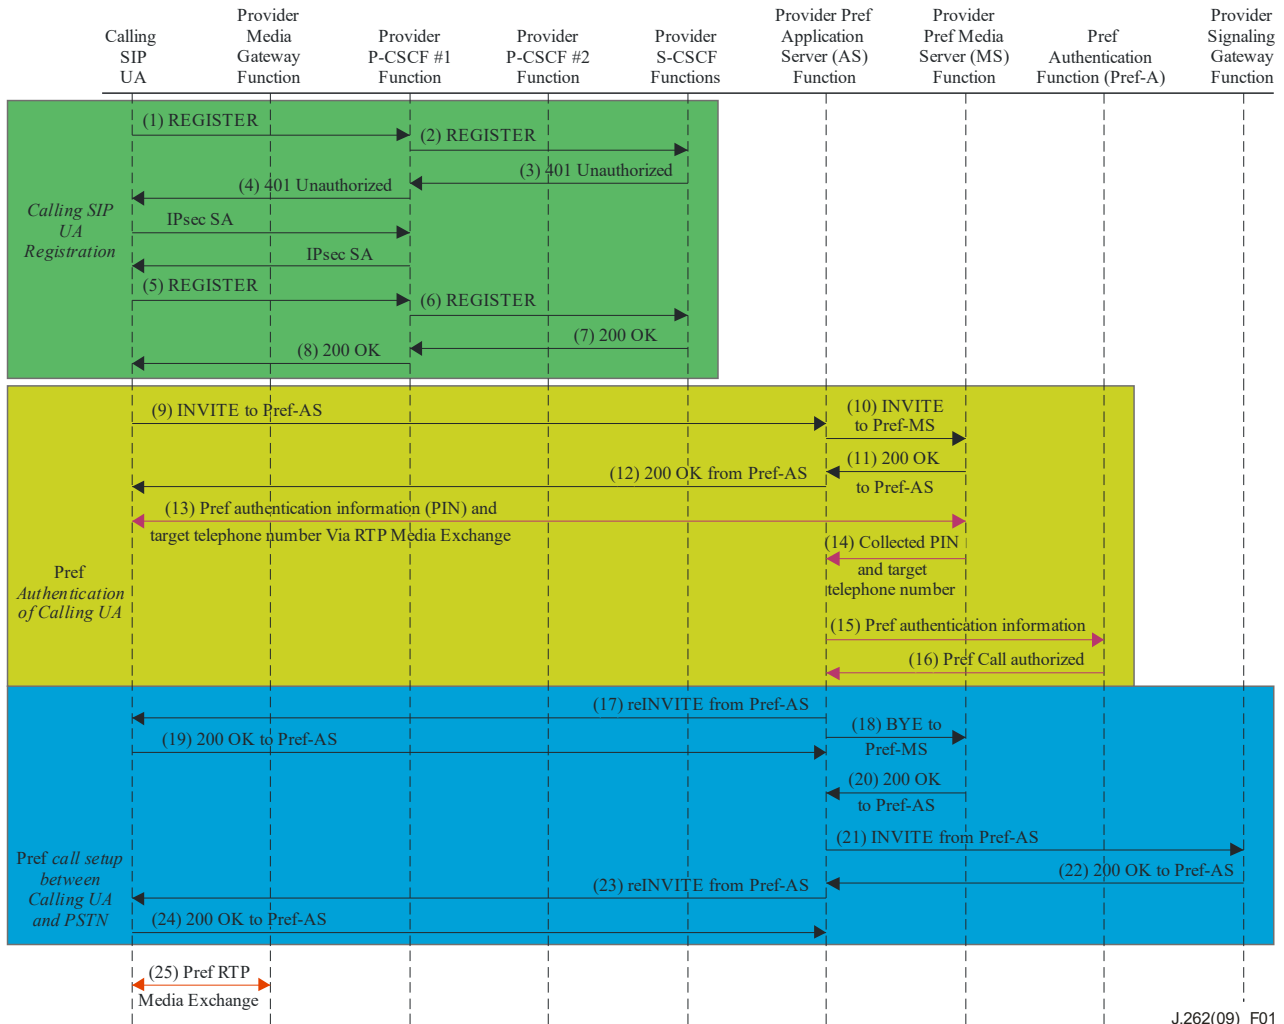 Calling
SIP
UA
Provider
Media
Gateway
Function
Provider
P-CSCF #1
Function
Provider
P-CSCF #2
Function
Provider
S-CSCF
Functions
Provider Pref
Application
Server (AS)
Function
Provider
Pref Media
Server (MS)
Function
Pref
Authentication
Function (Pref-A)
Provider
Signaling
Gateway
Function
Calling SIP
UA
Registration
(1) REGISTER
(2) REGISTER
(3) 401 Unauthorized
(4) 401 Unauthorized
IPsec SA
IPsec SA
(5) REGISTER
(6) REGISTER
(7) 200 OK
(8) 200 OK
Pref
Authentication
of Calling UA
(9) INVITE to Pref-AS
(10) INVITE
to Pref-MS
(11) 200 OK
to Pref-AS
(12) 200 OK from Pref-AS
(13) Pref authentication information (PIN) and
target telephone number Via RTP Media Exchange
(14) Collected PIN
and target
telephone number
(15) Pref authentication information
(16) Pref Call authorized
Pref call setup
between
Calling UA
and PSTN
(17) reINVITE from Pref-AS
(18) BYE to
Pref-MS
(19) 200 OK to Pref-AS
(20) 200 OK
to Pref-AS
(21) INVITE from Pref-AS
(22) 200 OK to Pref-AS
(23) reINVITE from Pref-AS
(24) 200 OK to Pref-AS
(25) Pref RTP
Media Exchange
J.262(09)_F01